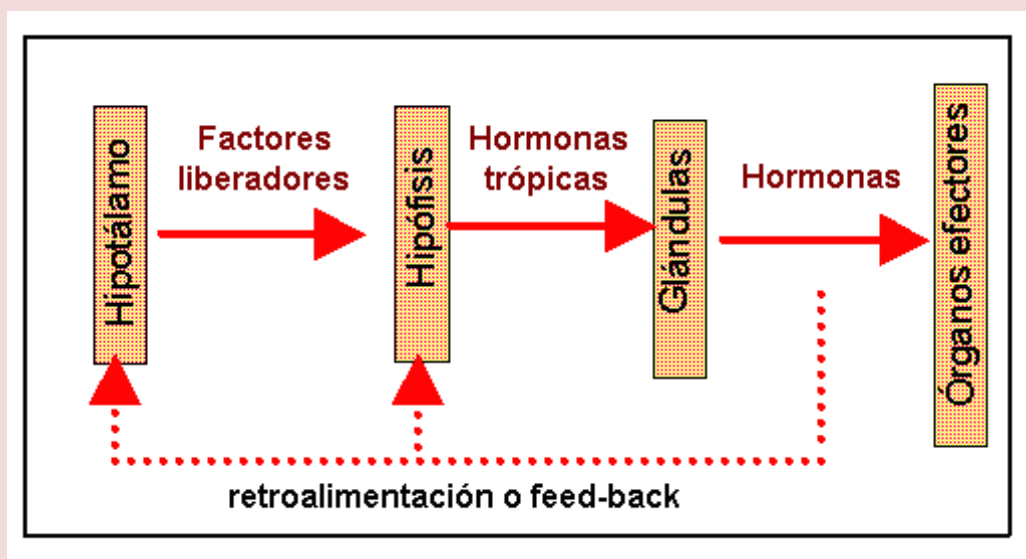 Hipotálamo
Factores
liberadores
Hipófisis
Hormonas
trópicas
Glándulas
Hormonas
Órganos efectores
retroalimentación o feed-back